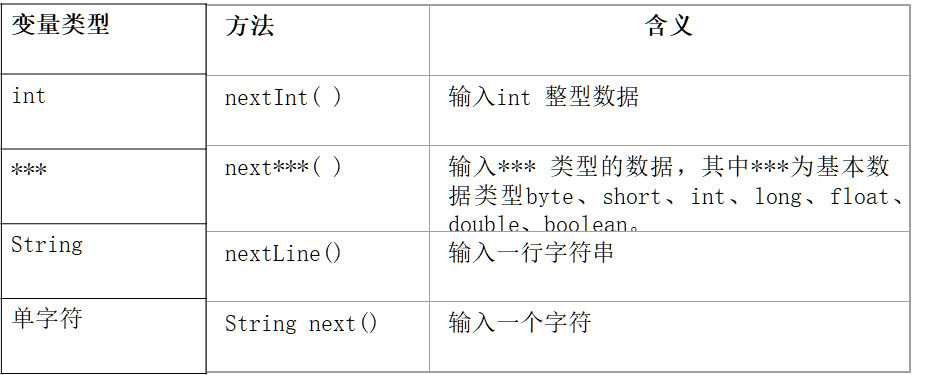 变量类型 方法 含义
int nextInt( ) 输入int 整型数据
*** next***( ) 输入*** 类型的数据，其中***为基本数
据类型byte、short、int、long、float、
double、boolean。
String nextLine() 输入一行字符串
单字符 String next() 输入一个字符